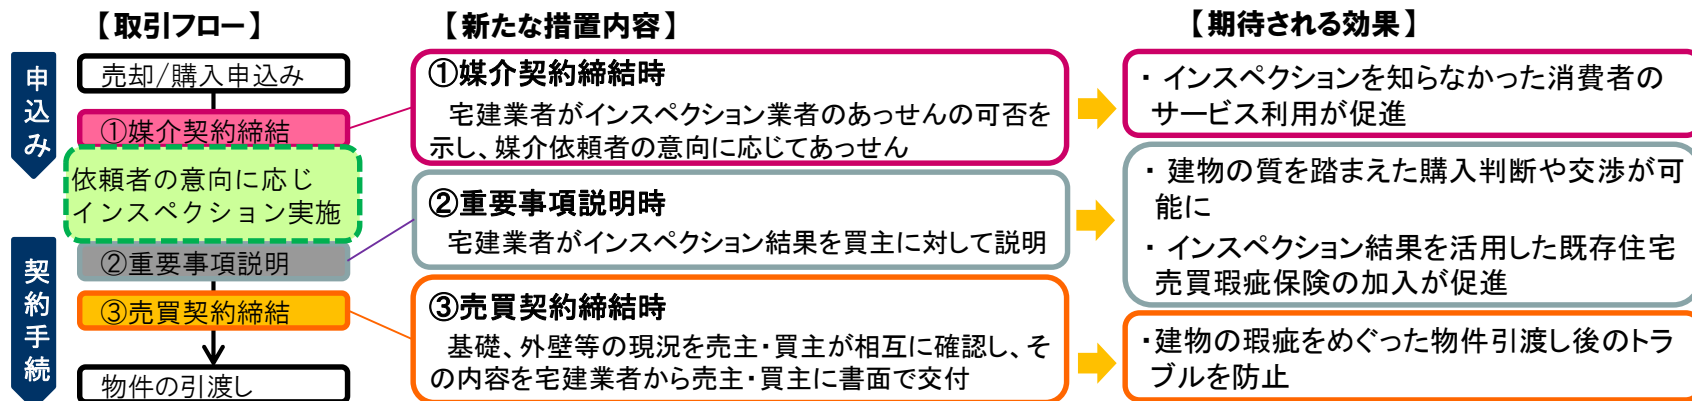 【取引フロー】
申込み
売却/購入申込み
①媒介契約締結
依頼者の意向に応じ
インスペクション実施
契約手続
②重要事項説明
③売買契約締結
物件の引渡し
【新たな措置内容】
①媒介契約締結時
宅建業者がインスペクション業者のあっせんの可否を
示し、媒介依頼者の意向に応じてあっせん
②重要事項説明時
宅建業者がインスペクション結果を買主に対して説明
③売買契約締結時
基礎、外壁等の現況を売主・買主が相互に確認し、そ
の内容を宅建業者から売主・買主に書面で交付
【期待される効果】
・ インスペクションを知らなかった消費者の
サービス利用が促進
・ 建物の質を踏まえた購入判断や交渉が可
能に
・ インスペクション結果を活用した既存住宅
売買瑕疵保険の加入が促進
・建物の瑕疵をめぐった物件引渡し後のトラ
ブルを防止